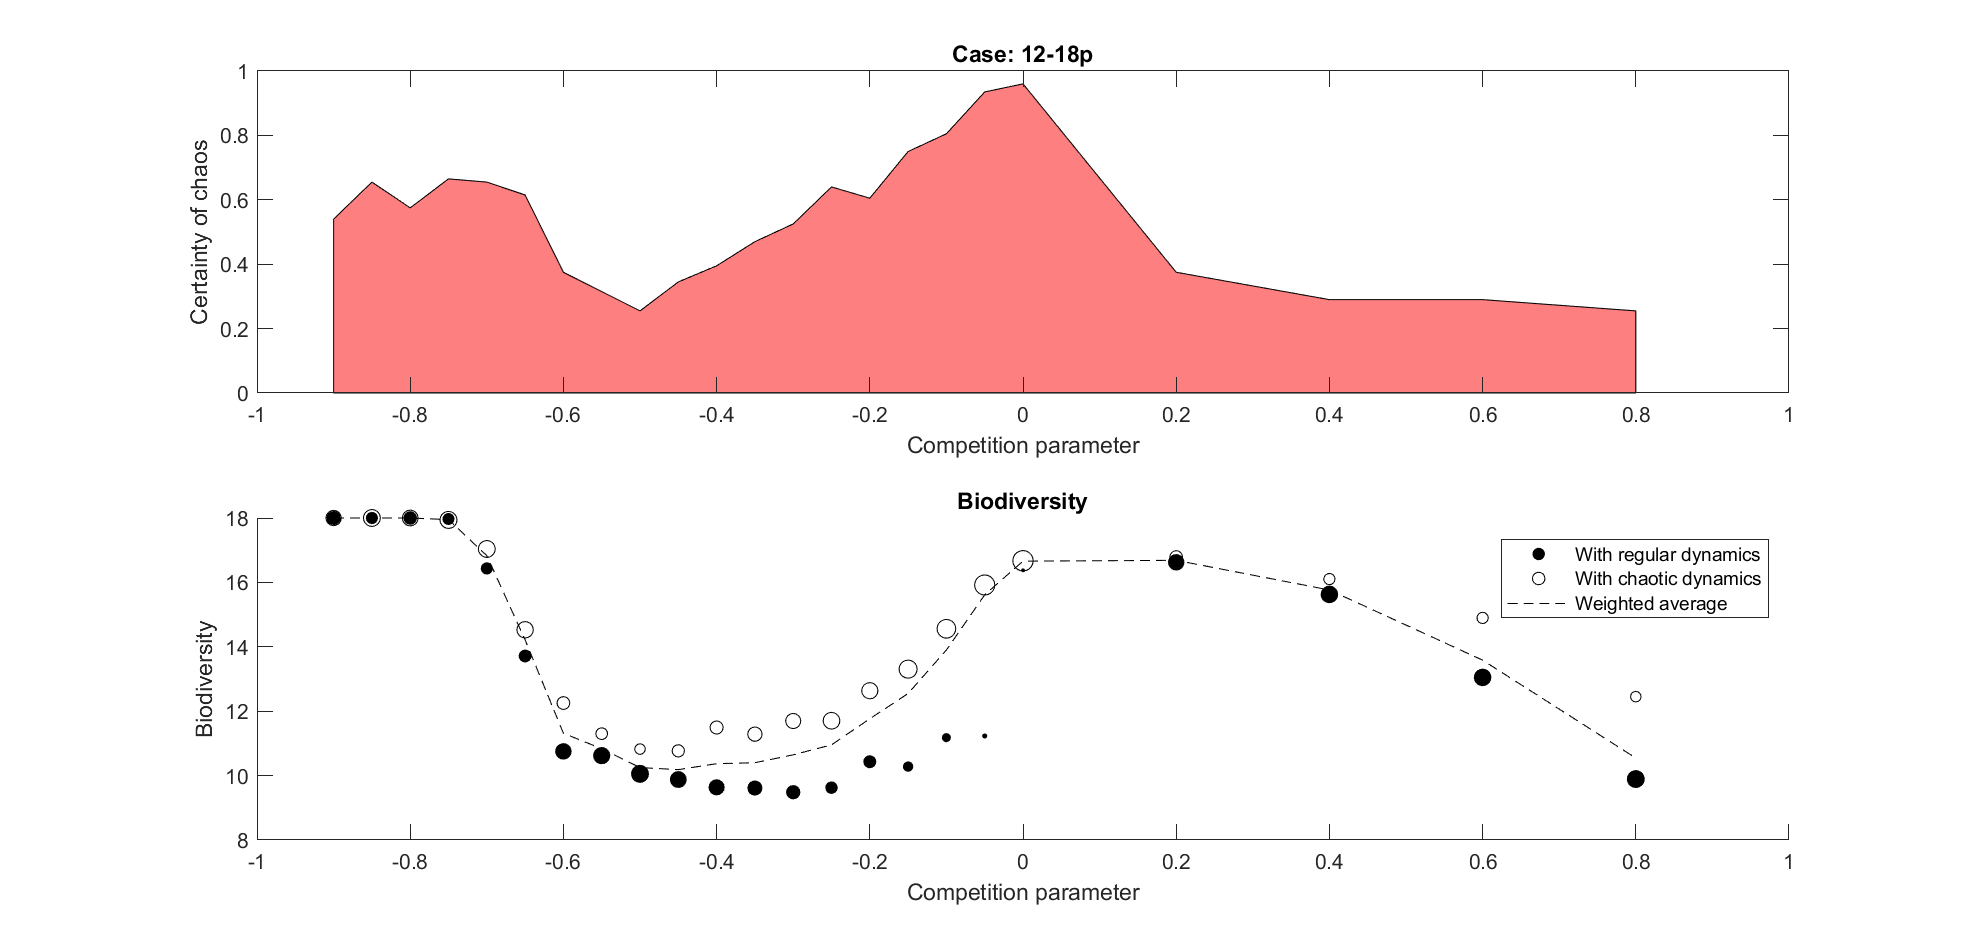 Case: 12-18p
1
0.8
0.6
0.4
0.2
0
Certainty of chaos
-1 -0.8 -0.6 -0.4 -0.2 0 0.2 0.4 0.6 0.8 1
Competition parameter
Biodiversity
18
16
14
12
10
8
Biodiversity
With regular dynamics
With chaotic dynamics
Weighted average
-1 -0.8 -0.6 -0.4 -0.2 0 0.2 0.4 0.6 0.8 1
Competition parameter